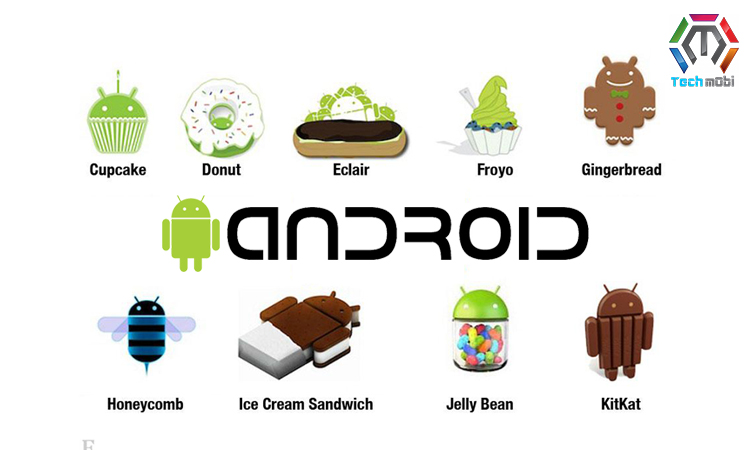 Techmobi
Cupcake Donut Eclair Froyo Gingerbread
ANDROID
Honeycomb Ice Cream Sandwich Jelly Bean KitKat
F